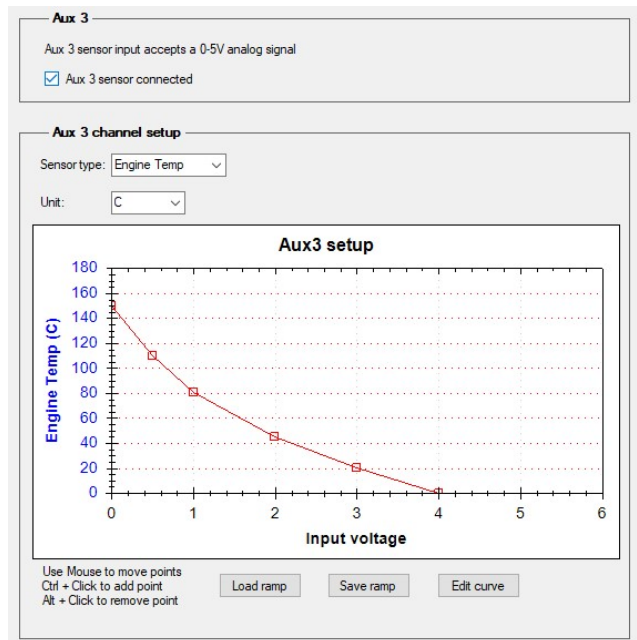 Aux 3
Aux 3 sensor input accepts a 0-5V analog signal
Aux 3 sensor connected
Aux 3 channel setup
Sensor type: Engine Temp
Unit: C
Aux3 setup
180
160
140
120
100
80
60
40
20
0
Engine Temp (C)
0 1 2 3 4 5 6
Input voltage
Use Mouse to move points
Ctrl + Click to add point
Alt + Click to remove point
Load ramp Save ramp Edit curve